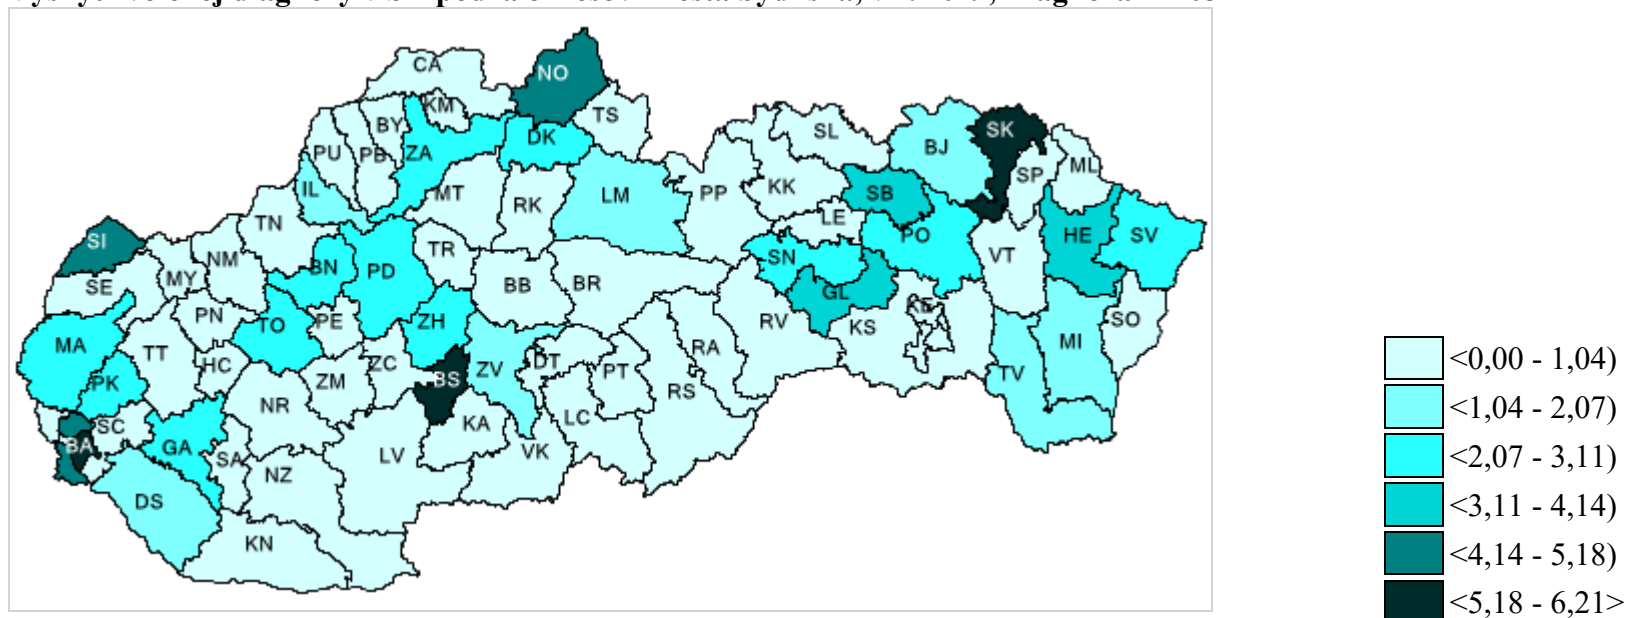 CA
NO
KM
TS
BY
DK
SK
SL
PU
PB
ZA
BJ
ML
SP
IL
MT
LM
PP
KK
SB
RK
LE
TN
PO
HE
SV
SI
TR
NM
BN
PD
SN
VT
MY
SE
BB
BR
GL
KE
PN
TO
PE
ZH
RV
KS
SO
MA
TT
RA
MI
HC
ZC
ZV
DT
PT
TV
PK
ZM
BS
RS
NR
SC
KA
LC
BA
GA
SA
LV
VK
NZ
DS
KN
<0,00 - 1,04)
<1,04 - 2,07)
<2,07 - 3,11)
<3,11 - 4,14)
<4,14 - 5,18)
<5,18 - 6,21>